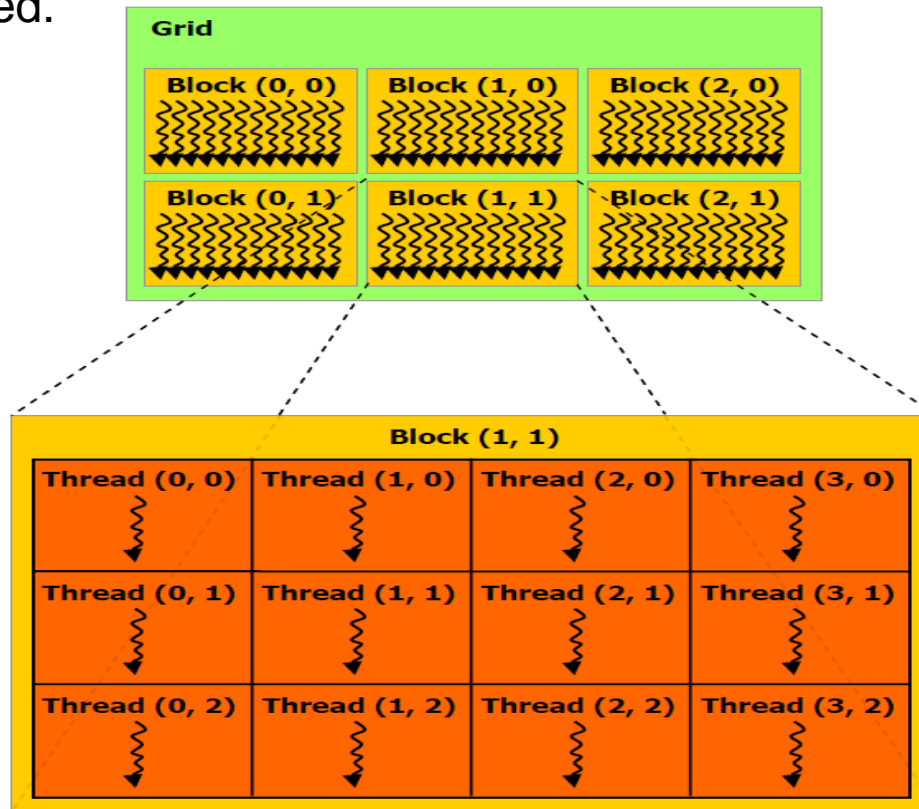 ed.
Grid
Block (0, 0) Block (1, 0) Block (2, 0)
Block (0, 1) Block (1, 1) Block (2, 1)
Block (1, 1)
Thread (0, 0) Thread (1, 0) Thread (2, 0) Thread (3, 0)
Thread (0, 1) Thread (1, 1) Thread (2, 1) Thread (3, 1)
Thread (0, 2) Thread (1, 2) Thread (2, 2) Thread (3, 2)